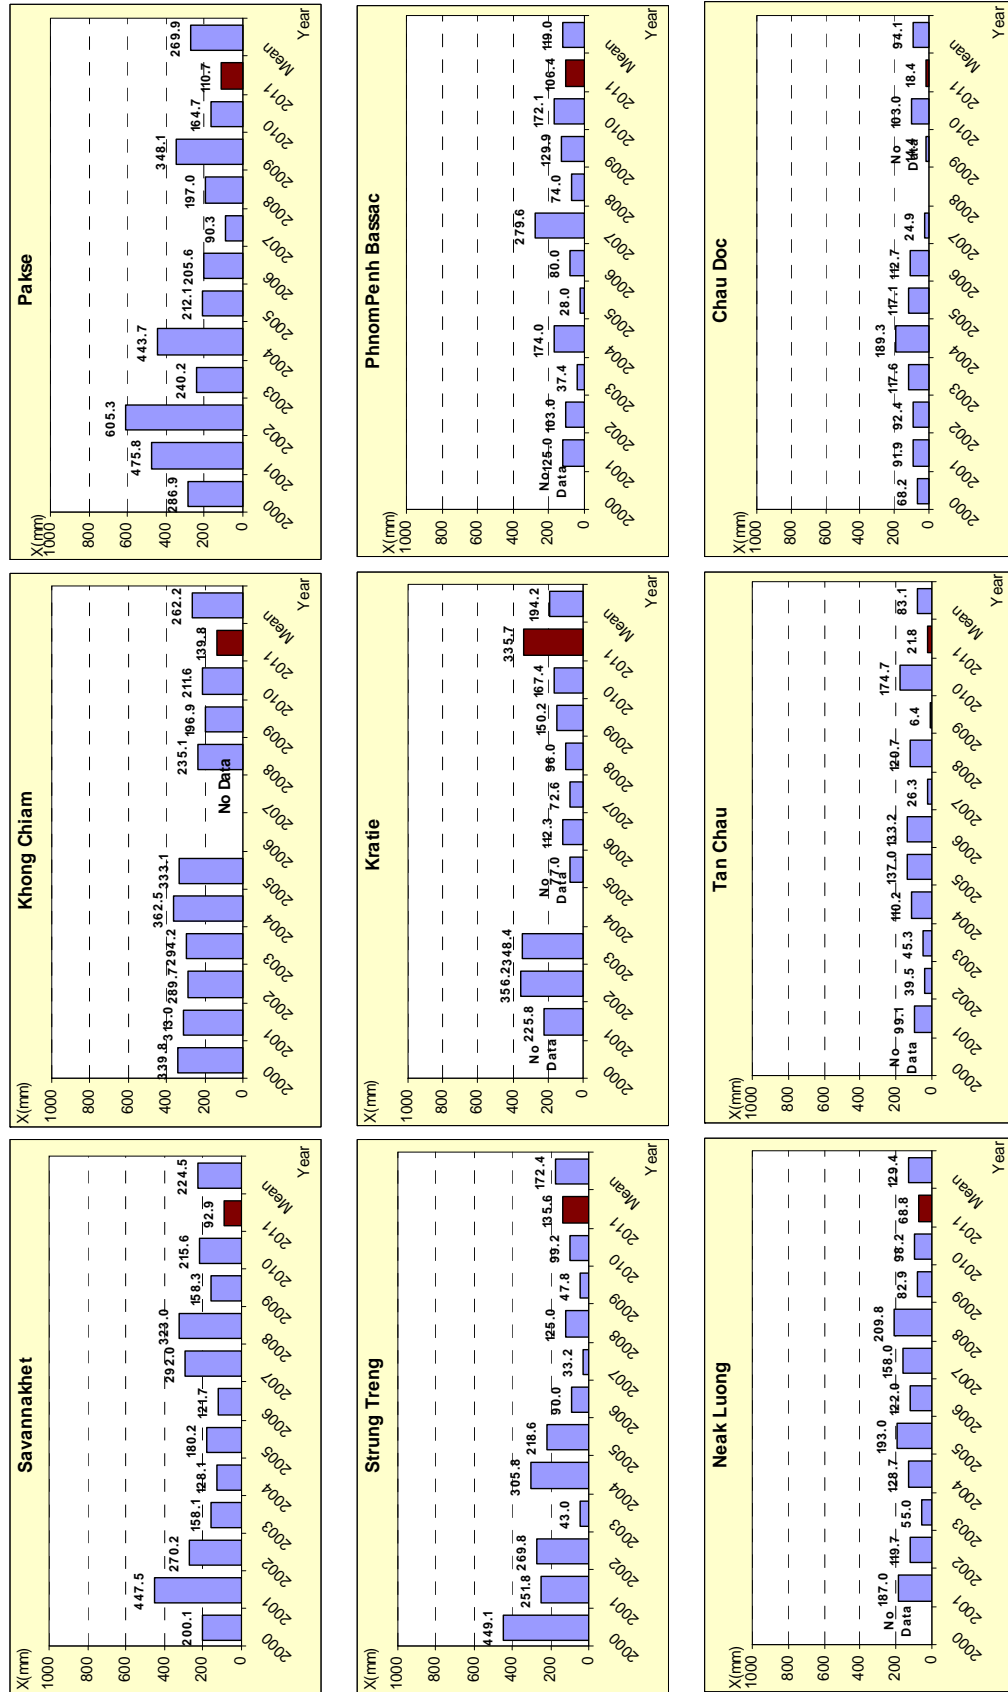 Savannakhet
X(mm)
1000
800
600
400
200
0
200.1 447.5 270.2 158.1 128.1 180.2 121.7 292.0 323.0 158.3 215.6 92.9 224.5
2000 2001 2002 2003 2004 2005 2006 2007 2008 2009 2010 2011 Mean
Year
Khong Chiam
X(mm)
1000
800
600
400
200
0
339.8 313.0 289.7 294.2 362.5 333.1 No Data 235.1 196.9 211.6 139.8 262.2
2000 2001 2002 2003 2004 2005 2006 2007 2008 2009 2010 2011 Mean
Year
Pakse
X(mm)
1000
800
600
400
200
0
286.9 475.8 605.3 240.2 443.7 212.1 205.6 90.3 197.0 348.1 164.7 110.7 269.9
2000 2001 2002 2003 2004 2005 2006 2007 2008 2009 2010 2011 Mean
Year
Strung Treng
X(mm)
1000
800
600
400
200
0
449.1 251.8 269.8 43.0 305.8 218.6 90.0 33.2 125.0 47.8 99.2 135.6 172.4
2000 2001 2002 2003 2004 2005 2006 2007 2008 2009 2010 2011 Mean
Year
Kratie
X(mm)
1000
800
600
400
200
0
No Data 225.8 356.2 348.4 No Data 77.0 112.3 72.6 96.0 150.2 167.4 335.7 194.2
2000 2001 2002 2003 2004 2005 2006 2007 2008 2009 2010 2011 Mean
Year
PhnomPenh Bassac
X(mm)
1000
800
600
400
200
0
No Data 125.0 103.0 37.4 174.0 28.0 80.0 279.6 74.0 129.9 172.1 106.4 119.0
2000 2001 2002 2003 2004 2005 2006 2007 2008 2009 2010 2011 Mean
Year
Neak Luong
X(mm)
1000
800
600
400
200
0
No Data 187.0 119.7 55.0 128.7 193.0 122.0 158.0 209.8 82.9 98.2 68.8 129.4
2000 2001 2002 2003 2004 2005 2006 2007 2008 2009 2010 2011 Mean
Year
Tan Chau
X(mm)
1000
800
600
400
200
0
No Data 99.1 39.5 45.3 110.2 137.0 133.2 26.3 120.7 6.4 174.7 21.8 83.1
2000 2001 2002 2003 2004 2005 2006 2007 2008 2009 2010 2011 Mean
Year
Chau Doc
X(mm)
1000
800
600
400
200
0
68.2 91.9 92.4 117.6 189.3 117.1 112.7 24.9 No Data 103.0 18.4 94.1
2000 2001 2002 2003 2004 2005 2006 2007 2008 2009 2010 2011 Mean
Year